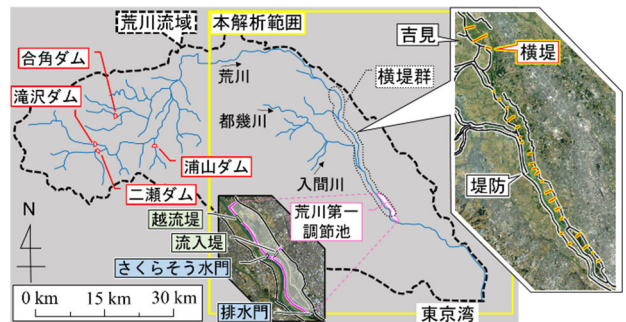 荒川流域
本解析範囲
吉見
横堤
合角ダム
荒川
横堤群
滝沢ダム
都幾川
浦山ダム
堤防
入間川
二瀬ダム
N
越流堤
荒川第一
調節池
流入堤
さくらそう水門
0 km 15 km 30 km
排水門
東京湾